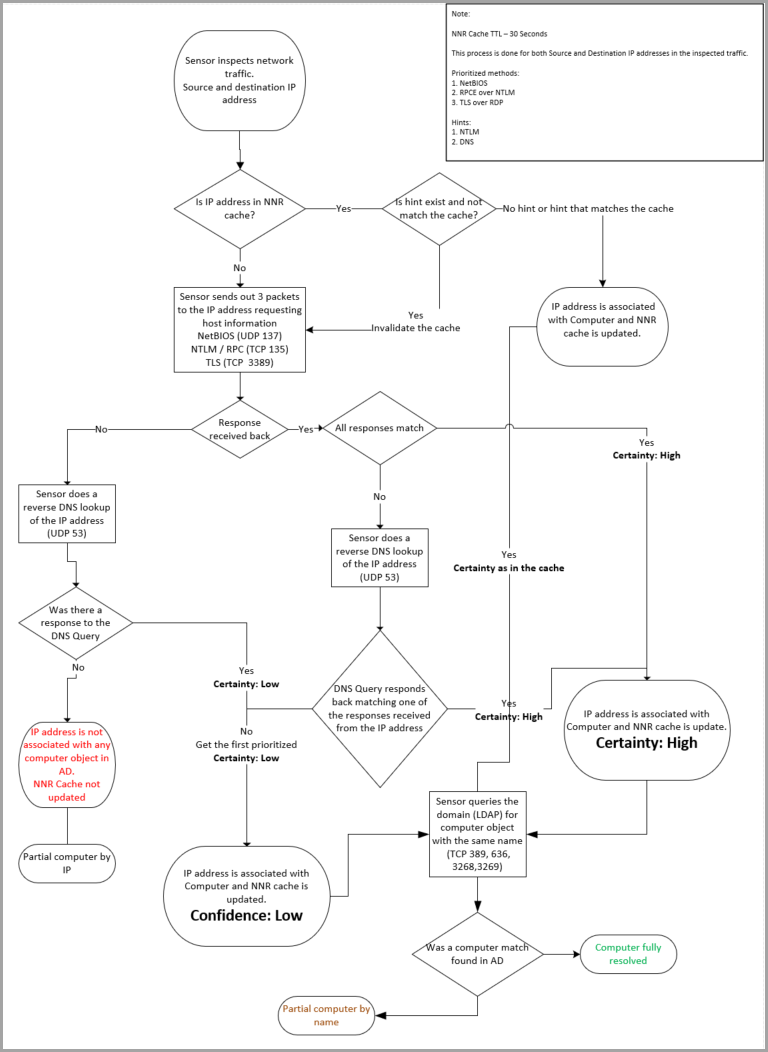 Note:
NNR Cache TTL – 30 Seconds
This process is done for both Source and Destination IP addresses in the inspected traffic.
Prioritized methods:
1. NetBIOS
2. RPCE over NTLM
3. TLS over RDP
Hints:
1. NTLM
2. DNS
Sensor inspects network
traffic.
Source and destination IP
address
Is IP address in NNR
cache?
Yes
Is hint exist and not
match the cache?
No hint or hint that matches the cache
No
Yes
Invalidate the cache
IP address is associated
with Computer and NNR
cache is updated.
Sensor sends out 3 packets
to the IP address requesting
host information
NetBIOS (UDP 137)
NTLM / RPC (TCP 135)
TLS (TCP  3389)
Response
received back
No
Yes
All responses match
Yes
Certainty: High
No
Sensor does a
reverse DNS lookup
of the IP address
(UDP 53)
Sensor does a
reverse DNS lookup
of the IP address
(UDP 53)
Yes
Certainty as in the cache
Was there a
response to the
DNS Query
Yes
Certainty: Low
No
DNS Query responds
back matching one of
the responses received
from the IP address
Yes
Certainty: High
No
Get the first prioritized
Certainty: Low
IP address is associated with
Computer and NNR cache is update.
Certainty: High
IP address is not
associated with any
computer object in
AD.
NNR Cache not
updated
Partial computer by
IP
Sensor queries the
domain (LDAP) for
computer object
with the same name
(TCP 389, 636,
3268,3269)
IP address is associated with
Computer and NNR cache is
updated.
Confidence: Low
Was a computer match
found in AD
Computer fully
resolved
Partial computer by
name